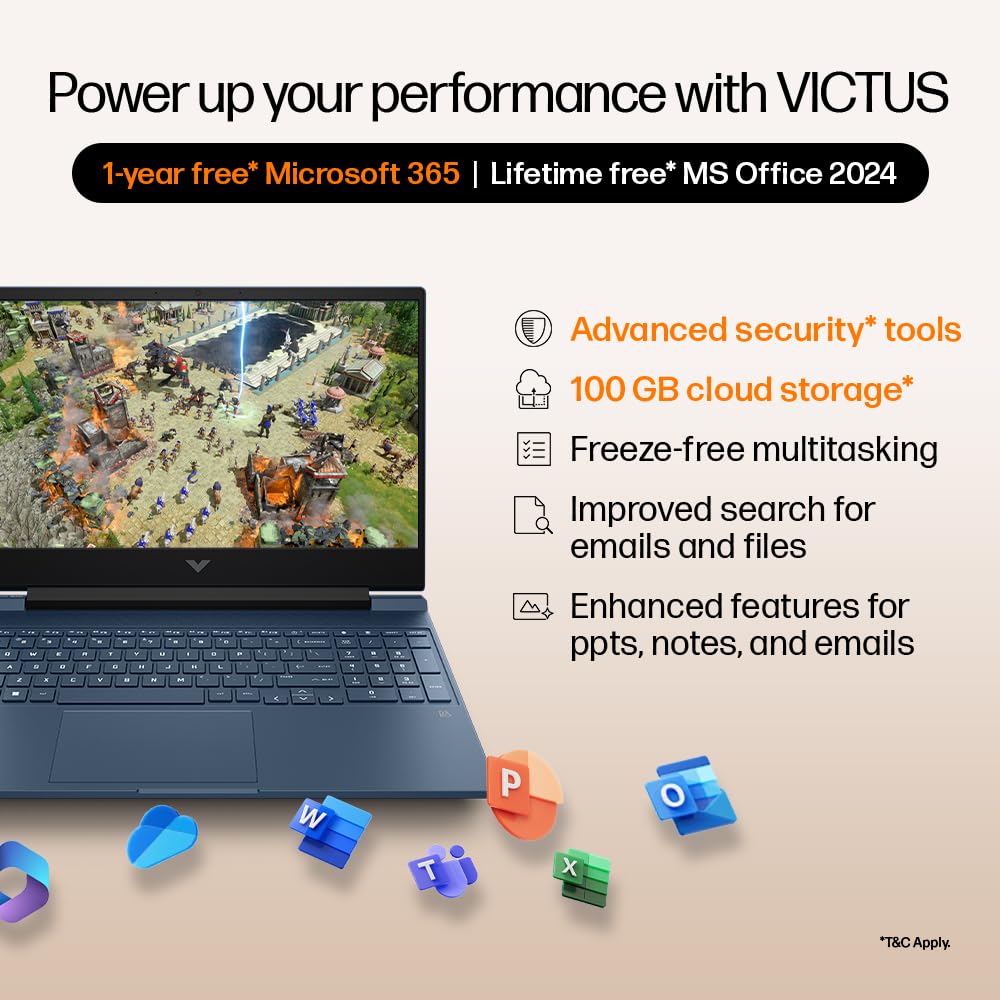 Power up your performance with VICTUS
1-year free* Microsoft 365 | Lifetime free* MS Office 2024
Advanced security* tools
100 GB cloud storage*
Freeze-free multitasking
Improved search for
emails and files
Enhanced features for
ppts, notes, and emails
P
O
W
T
X
*T&C Apply.